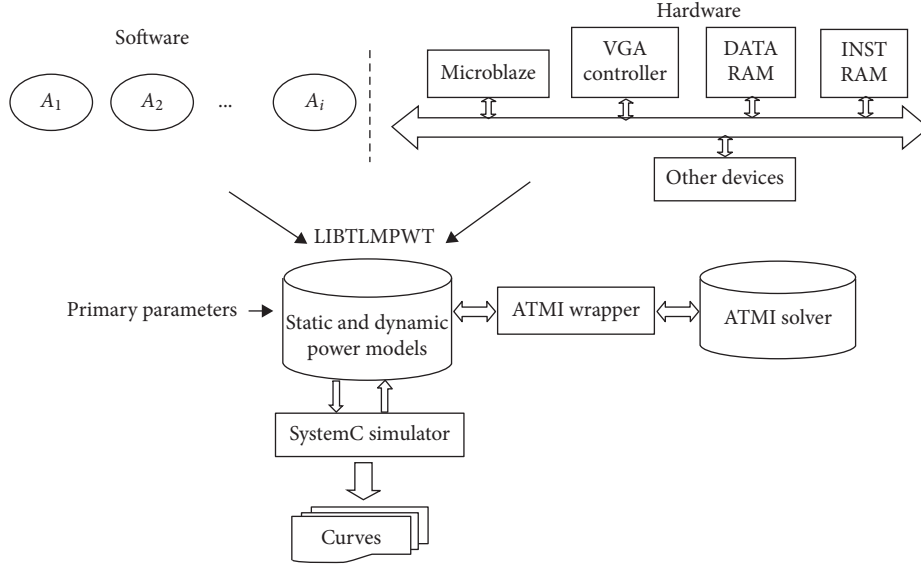 Software
Hardware
A1
A2
...
Ai
Microblaze
VGA
controller
DATA
RAM
INST
RAM
Other devices
LIBTLMPWT
Primary parameters
Static and dynamic
power models
ATMI wrapper
ATMI solver
SystemC simulator
Curves